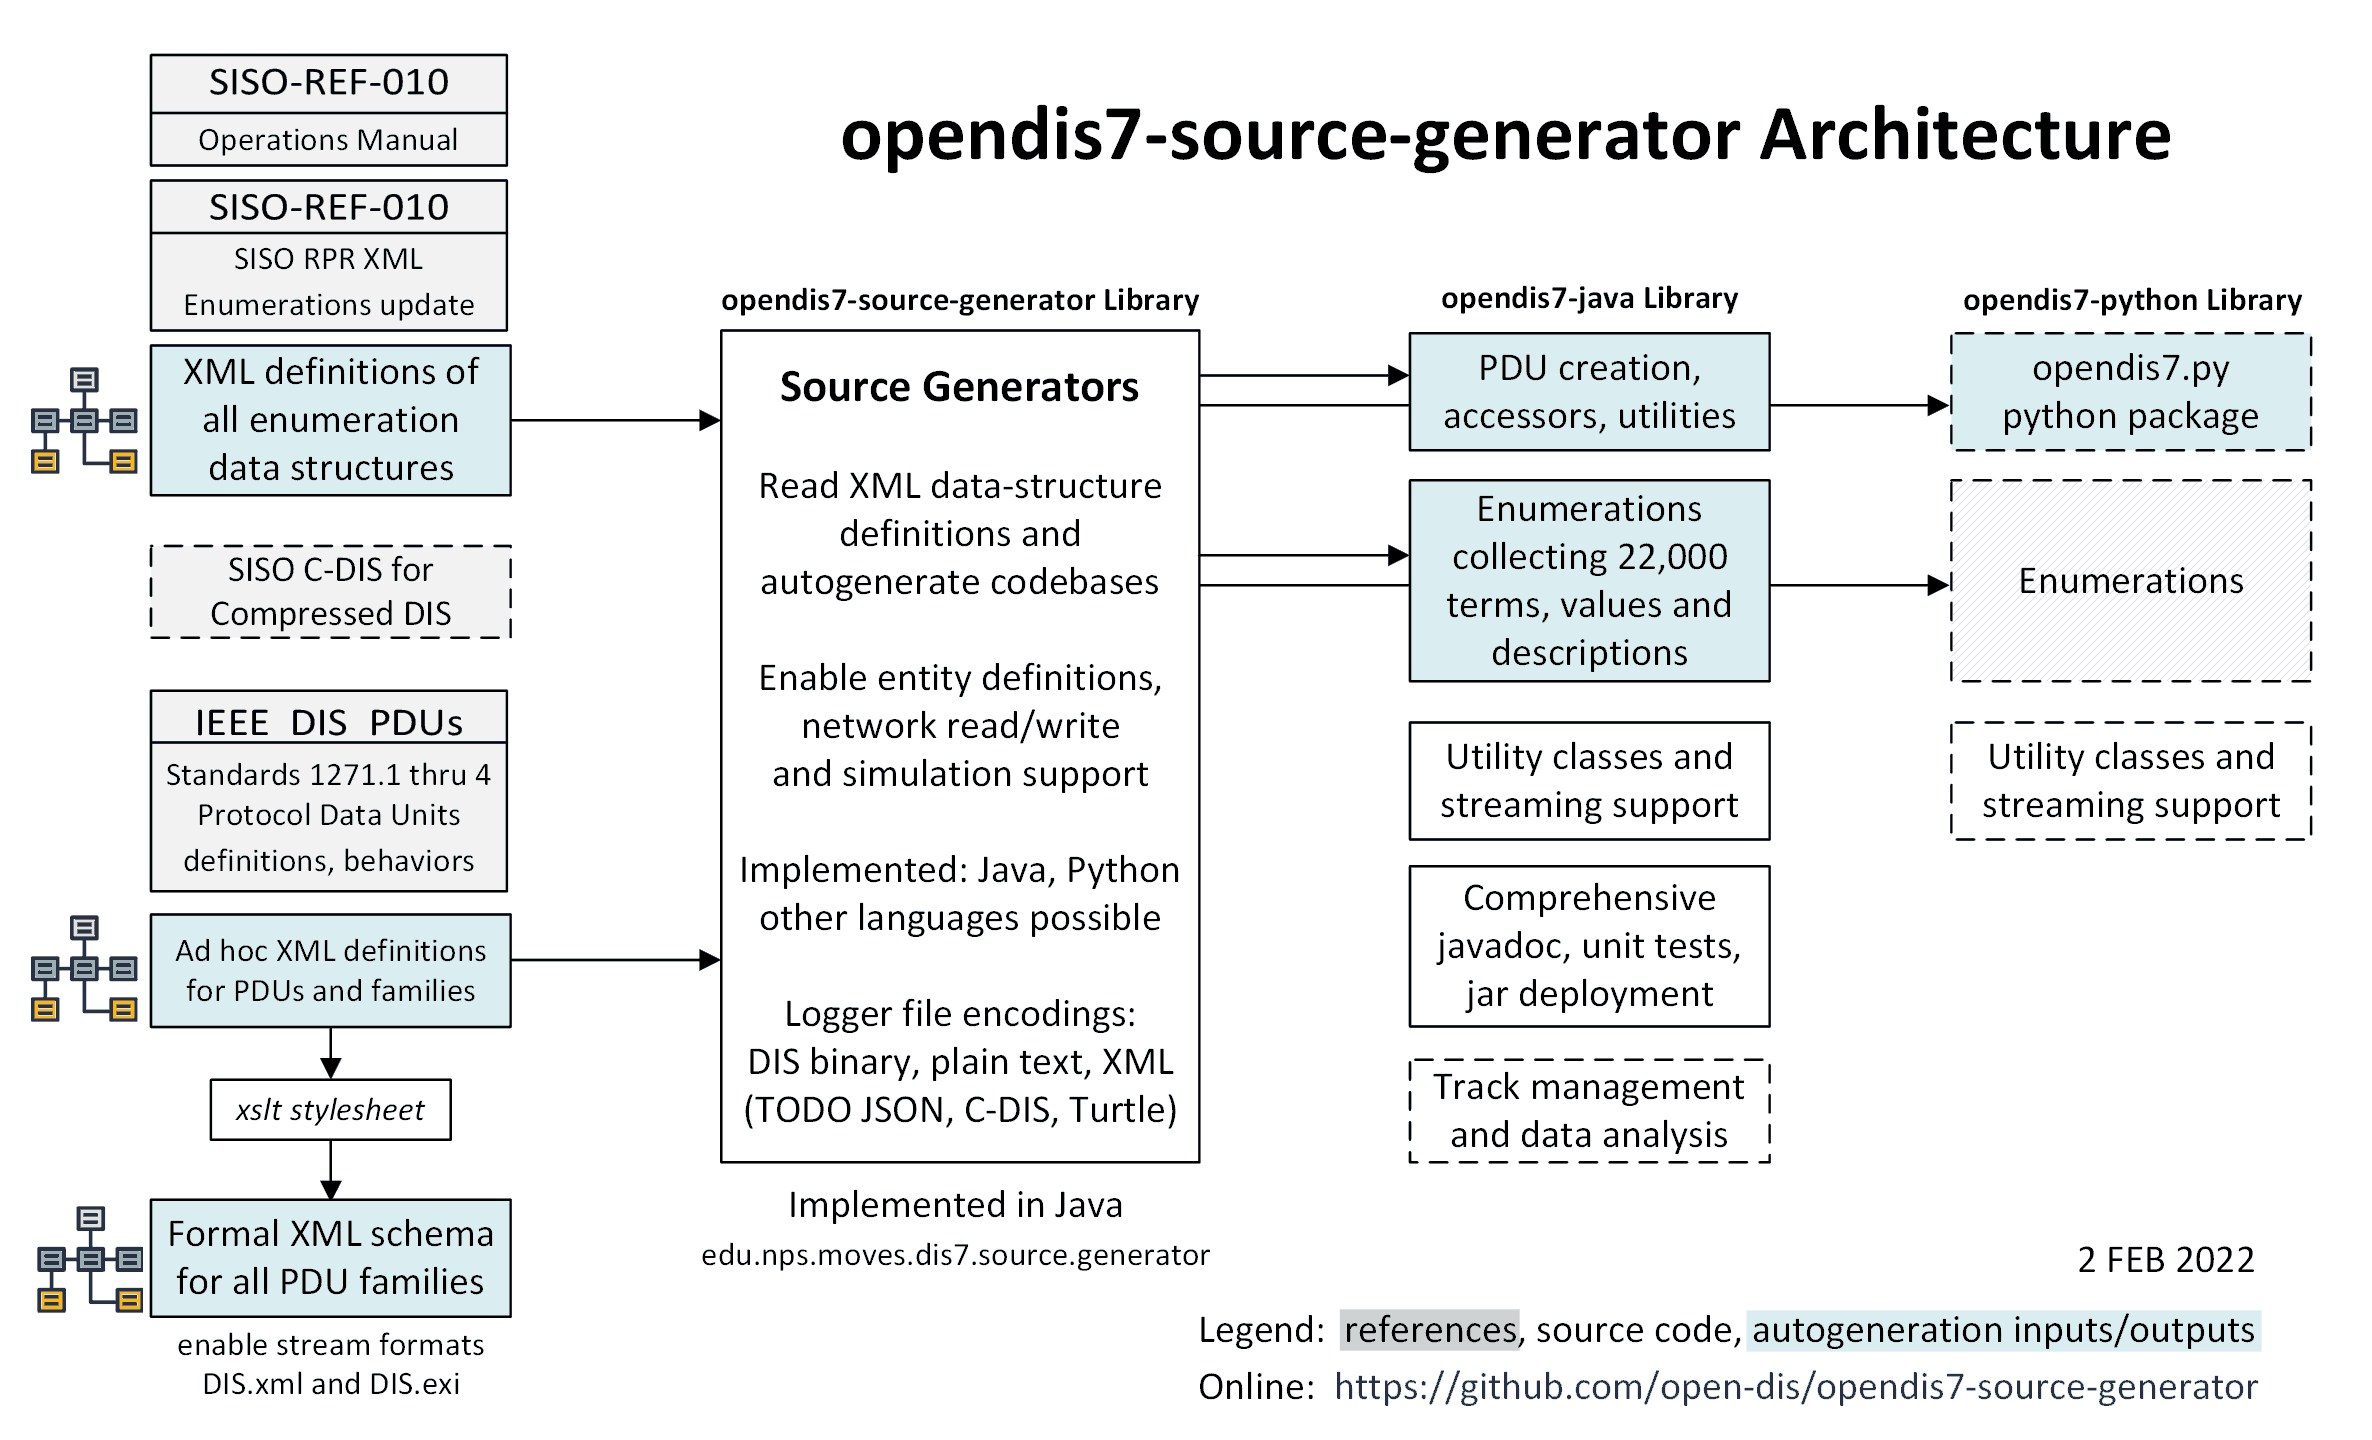 SISO-REF-010
Operations Manual
SISO-REF-010
SISO RPR XML
Enumerations update
XML definitions of
all enumeration
data structures
SISO C-DIS for
Compressed DIS
IEEE DIS PDUs
Standards 1271.1 thru 4
Protocol Data Units
definitions, behaviors
Ad hoc XML definitions
for PDUs and families
xslt stylesheet
Formal XML schema
for all PDU families
enable stream formats
DIS.xml and DIS.exi
opendis7-source-generator Architecture
opendis7-source-generator Library
Source Generators
Read XML data-structure
definitions and
autogenerate codebases
Enable entity definitions,
network read/write
and simulation support
Implemented: Java, Python
other languages possible
Logger file encodings:
DIS binary, plain text, XML
(TODO JSON, C-DIS, Turtle)
Implemented in Java
edu.nps.moves.dis7.source.generator
opendis7-java Library
PDU creation,
accessors, utilities
Enumerations
collecting 22,000
terms, values and
descriptions
Utility classes and
streaming support
Comprehensive
javadoc, unit tests,
jar deployment
Track management
and data analysis
opendis7-python Library
opendis7.py
python package
Enumerations
Utility classes and
streaming support
2 FEB 2022
Legend: references, source code, autogeneration inputs/outputs
Online: https://github.com/open-dis/opendis7-source-generator